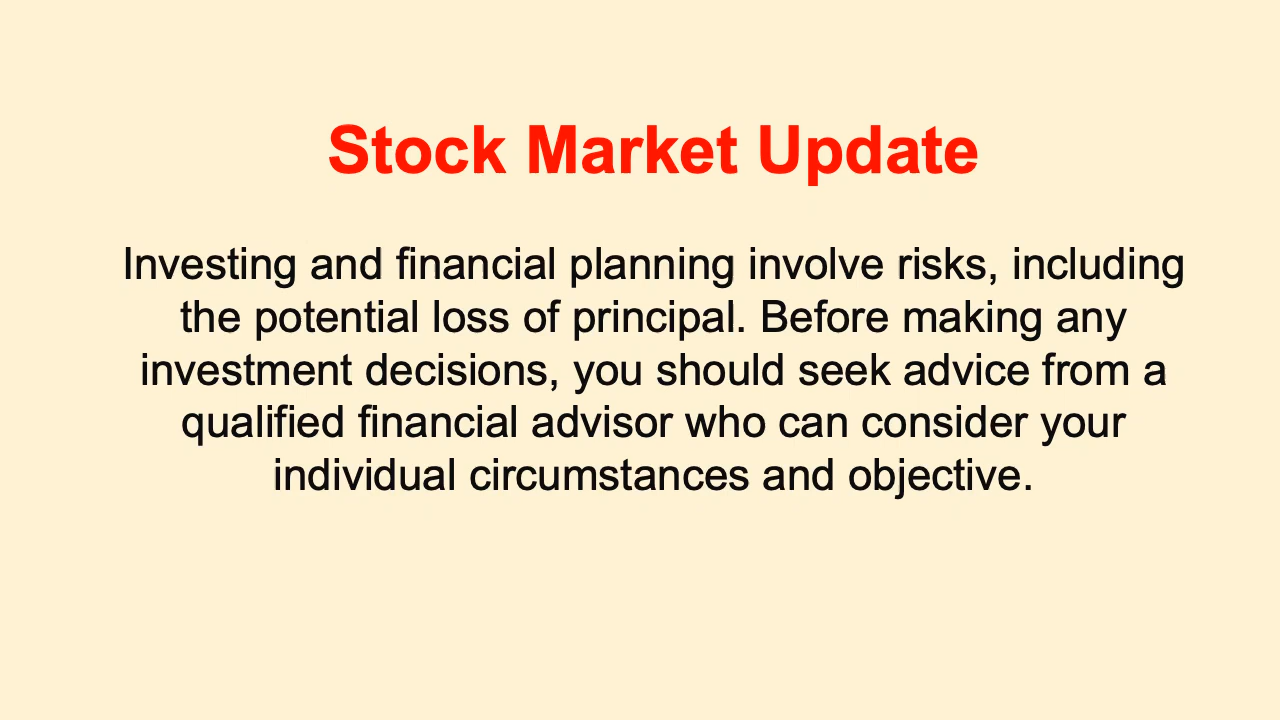 Stock Market Update
Investing and financial planning involve risks, including
the potential loss of principal. Before making any
investment decisions, you should seek advice from a
qualified financial advisor who can consider your
individual circumstances and objective.